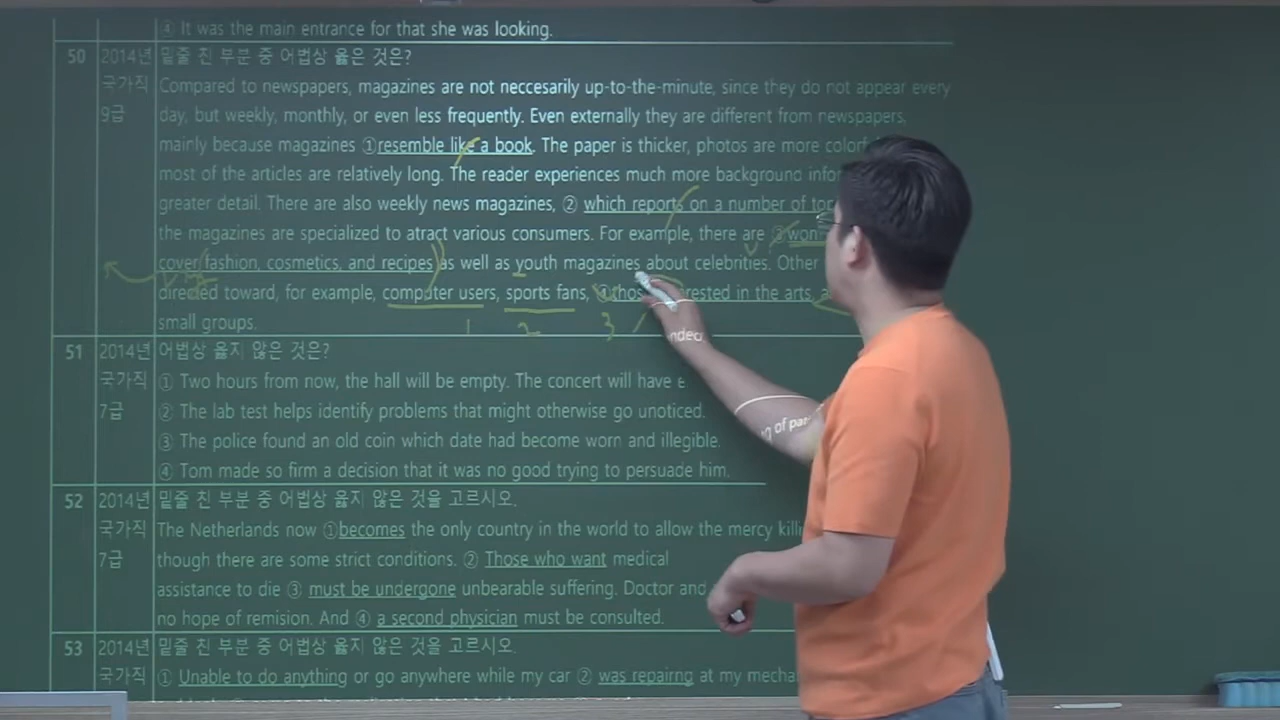 ④ It was the main entrance for that she was looking.
50 2014년 밑줄 친 부분 중 어법상 옳은 것은?
국가직 Compared to newspapers, magazines are not neccesarily up-to-the-minute, since they do not appear every
9급 day, but weekly, monthly, or even less frequently. Even externally they are different from newspapers,
mainly because magazines ①resemble like a book. The paper is thicker, photos are more
most of the articles are relatively long. The reader experiences much more background
greater detail. There are also weekly news magazines, ② which reports on a number of
the magazines are specialized to atract various consumers. For example, there are ③
cover fashion, cosmetics, and recipes as well as youth magazines about celebrities. Other
directed toward, for example, computer users, sports fans, ④ in the arts,
1 2 3
small groups.
51 2014년 어법상 옳지 않은 것은?
국가직 ① Two hours from now, the hall will be empty. The concert will have
7급 ② The lab test helps identify problems that might otherwise go unoticed.
③ The police found an old coin which date had become worn and illegible.
④ Tom made so firm a decision that it was no good trying to persuade him.
52 2014년 밑줄 친 부분 중 어법상 옳지 않은 것을 고르시오.
국가직 The Netherlands now ①becomes the only country in the world to allow the mercy
7급 though there are some strict conditions. ② Those who want medical
assistance to die ③ must be undergone unbearable suffering. Doctor and
no hope of remision. And ④ a second physician must be consulted.
53 2014년 밑줄 친 부분 중 어법상 옳지 않은 것을 고르시오.
국가직 ① Unable to do anything or go anywhere while my car ② was repairng at my